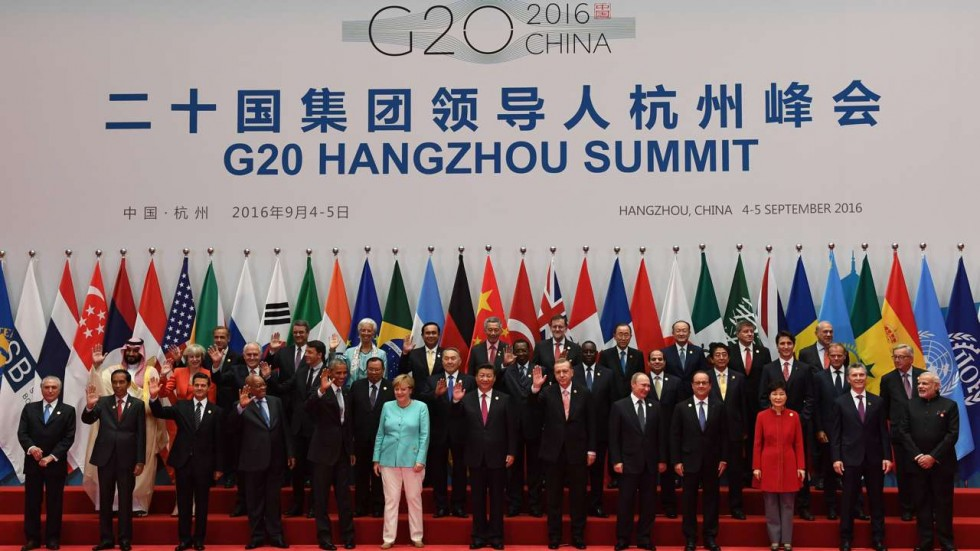 G20 2016
CHINA
二十国集团领导人杭州峰会
G20 HANGZHOU SUMMIT
中国·杭州 2016年9月4-5日
HANGZHOU, CHINA 4-5 SEPTEMBER 2016